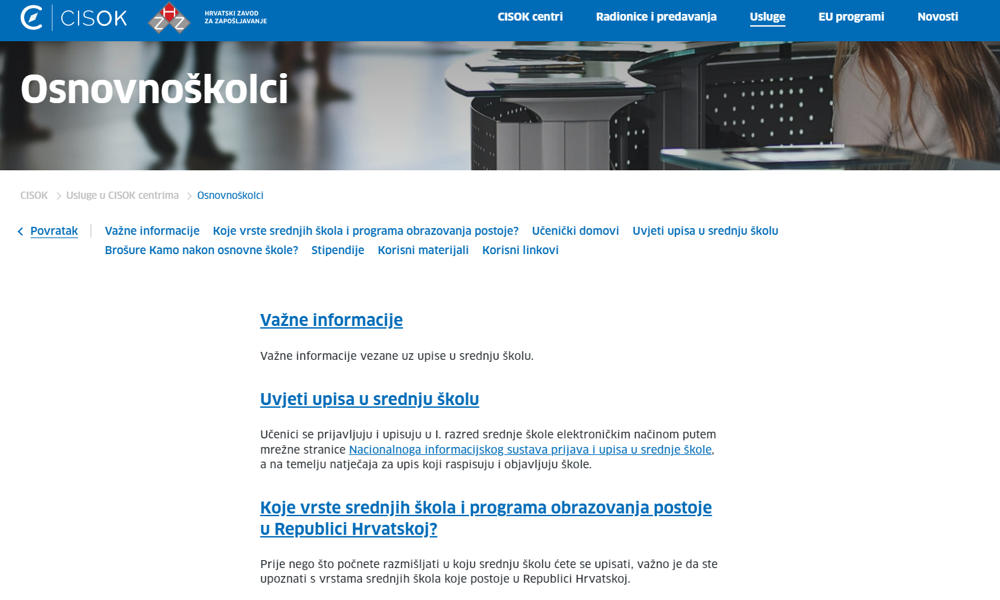 CISOK
HRVATSKI ZAVOD
ZA ZAPOŠLJAVANJE
HZZ
CISOK centri
Radionice i predavanja
Usluge
EU programi
Novosti
Osnovnoškolci
CISOK
Usluge u CISOK centrima
Osnovnoškolci
Povratak
Važne informacije
Koje vrste srednjih škola i programa obrazovanja postoje?
Učenički domovi
Uvjeti upisa u srednju školu
Brošure Kamo nakon osnovne škole?
Stipendije
Korisni materijali
Korisni linkovi
Važne informacije
Važne informacije vezane uz upise u srednju školu.
Uvjeti upisa u srednju školu
Učenici se prijavljuju i upisuju u I. razred srednje škole elektroničkim načinom putem
mrežne stranice Nacionalnoga informacijskog sustava prijava i upisa u srednje škole,
a na temelju natječaja za upis koji raspisuju i objavljuju škole.
Koje vrste srednjih škola i programa obrazovanja postoje
u Republici Hrvatskoj?
Prije nego što počnete razmišljati u koju srednju školu ćete se upisati, važno je da ste
upoznati s vrstama srednjih škola koje postoje u Republici Hrvatskoj.